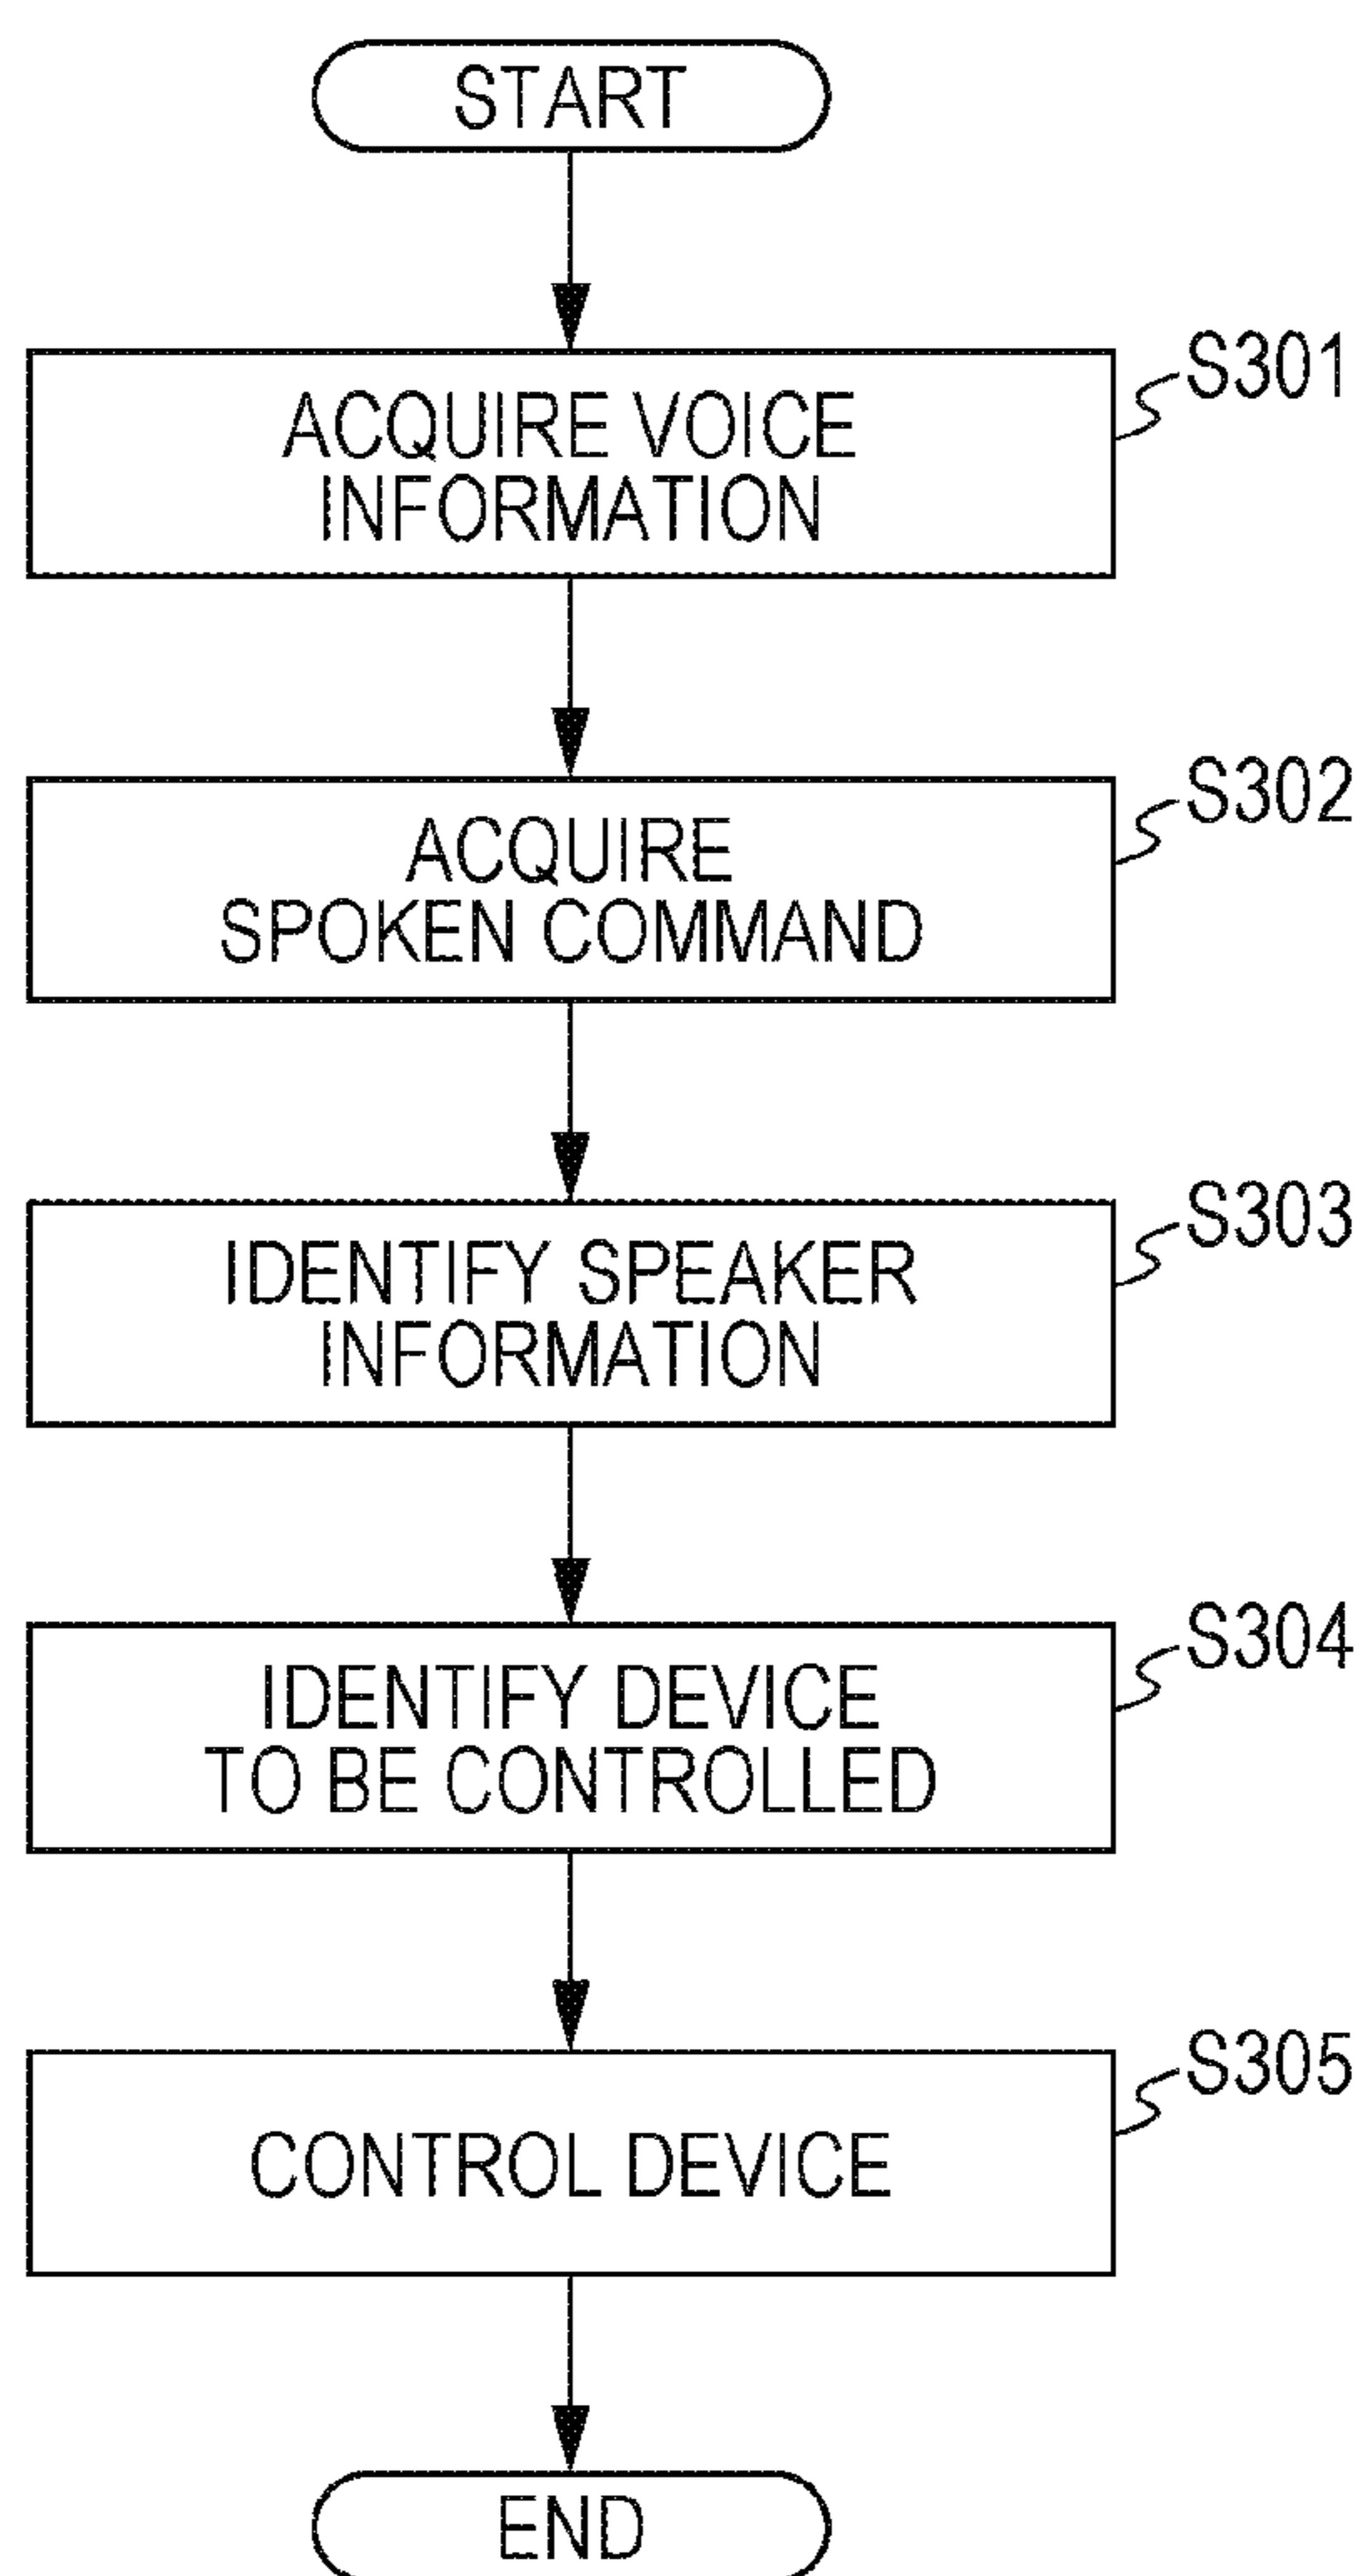 START
S301
ACQUIRE VOICE
INFORMATION
S302
ACQUIRE
SPOKEN COMMAND
S303
IDENTIFY SPEAKER
INFORMATION
S304
IDENTIFY DEVICE
TO BE CONTROLLED
S305
CONTROL DEVICE
END